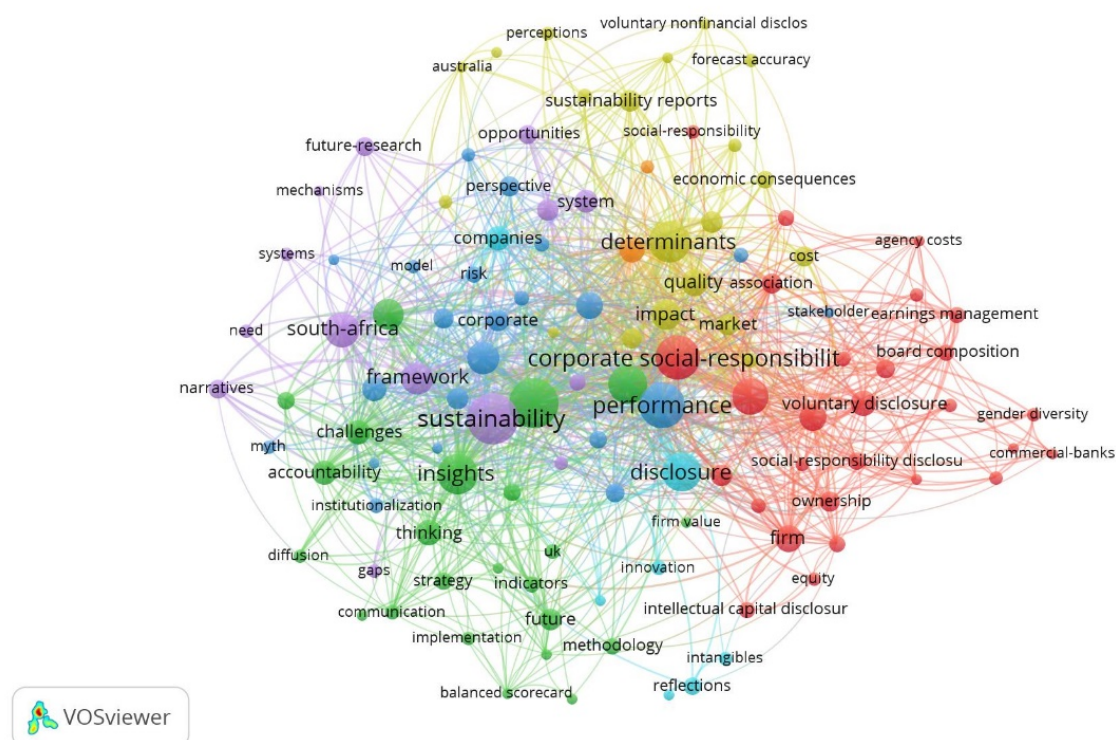 voluntary nonfinancial disclos
perceptions
forecast accuracy
australia
sustainability reports
opportunities
social-responsibility
future-research
economic consequences
mechanisms
perspective
system
companies
determinants
agency costs
systems
model
risk
quality
cost
association
south-africa
corporate
impact
market
stakeholder
earnings management
need
corporate social-responsibilit
board composition
framework
narratives
sustainability
performance
voluntary disclosure
gender diversity
challenges
myth
commercial-banks
accountability
insights
disclosure
social-responsibility disclosu
institutionalization
ownership
thinking
firm value
firm
diffusion
uk
gaps
strategy
indicators
innovation
equity
communication
future
intellectual capital disclosur
implementation
methodology
intangibles
balanced scorecard
reflections
VOSviewer